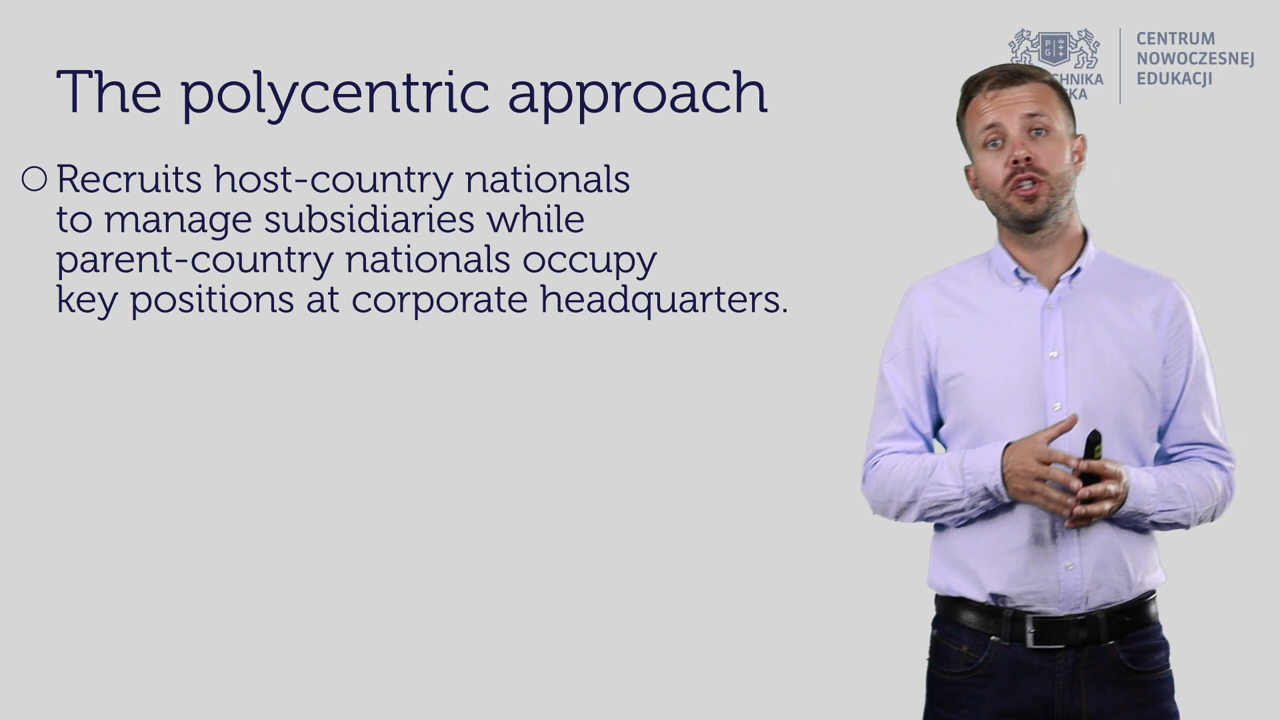 The polycentric approach
Recruits host-country nationals
to manage subsidiaries while
parent-country nationals occupy
key positions at corporate headquarters.
CENTRUM
NOWOCZESNEJ
EDUKACJI